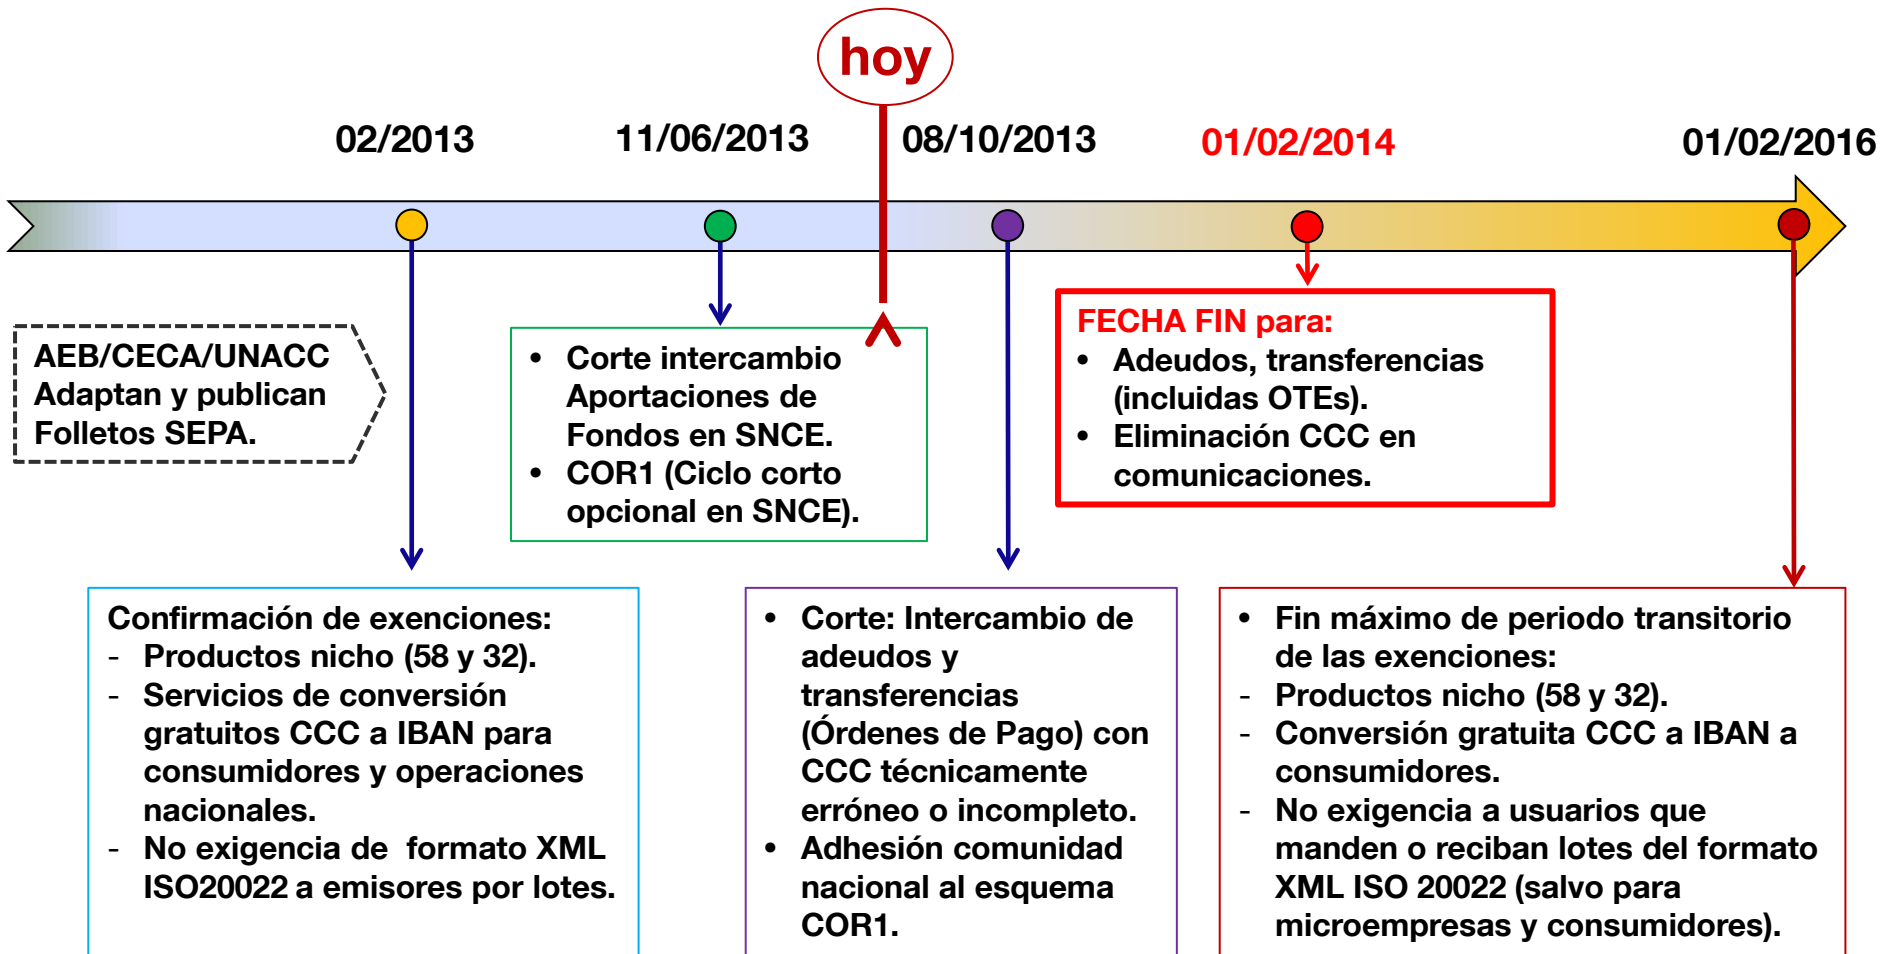 hoy
02/2013
11/06/2013
08/10/2013
01/02/2014
01/02/2016
AEB/CECA/UNACC
Adaptan y publican
Folletos SEPA.
• Corte intercambio
Aportaciones de
Fondos en SNCE.
• COR1 (Ciclo corto
opcional en SNCE).
FECHA FIN para:
• Adeudos, transferencias
(incluidas OTEs).
• Eliminación CCC en
comunicaciones.
Confirmación de exenciones:
- Productos nicho (58 y 32).
- Servicios de conversión
gratuitos CCC a IBAN para
consumidores y operaciones
nacionales.
- No exigencia de formato XML
ISO20022 a emisores por lotes.
• Corte: Intercambio de
adeudos y
transferencias
(Órdenes de Pago) con
CCC técnicamente
erróneo o incompleto.
• Adhesión comunidad
nacional al esquema
COR1.
• Fin máximo de periodo transitorio
de las exenciones:
- Productos nicho (58 y 32).
- Conversión gratuita CCC a IBAN a
consumidores.
- No exigencia a usuarios que
manden o reciban lotes del formato
XML ISO 20022 (salvo para
microempresas y consumidores).